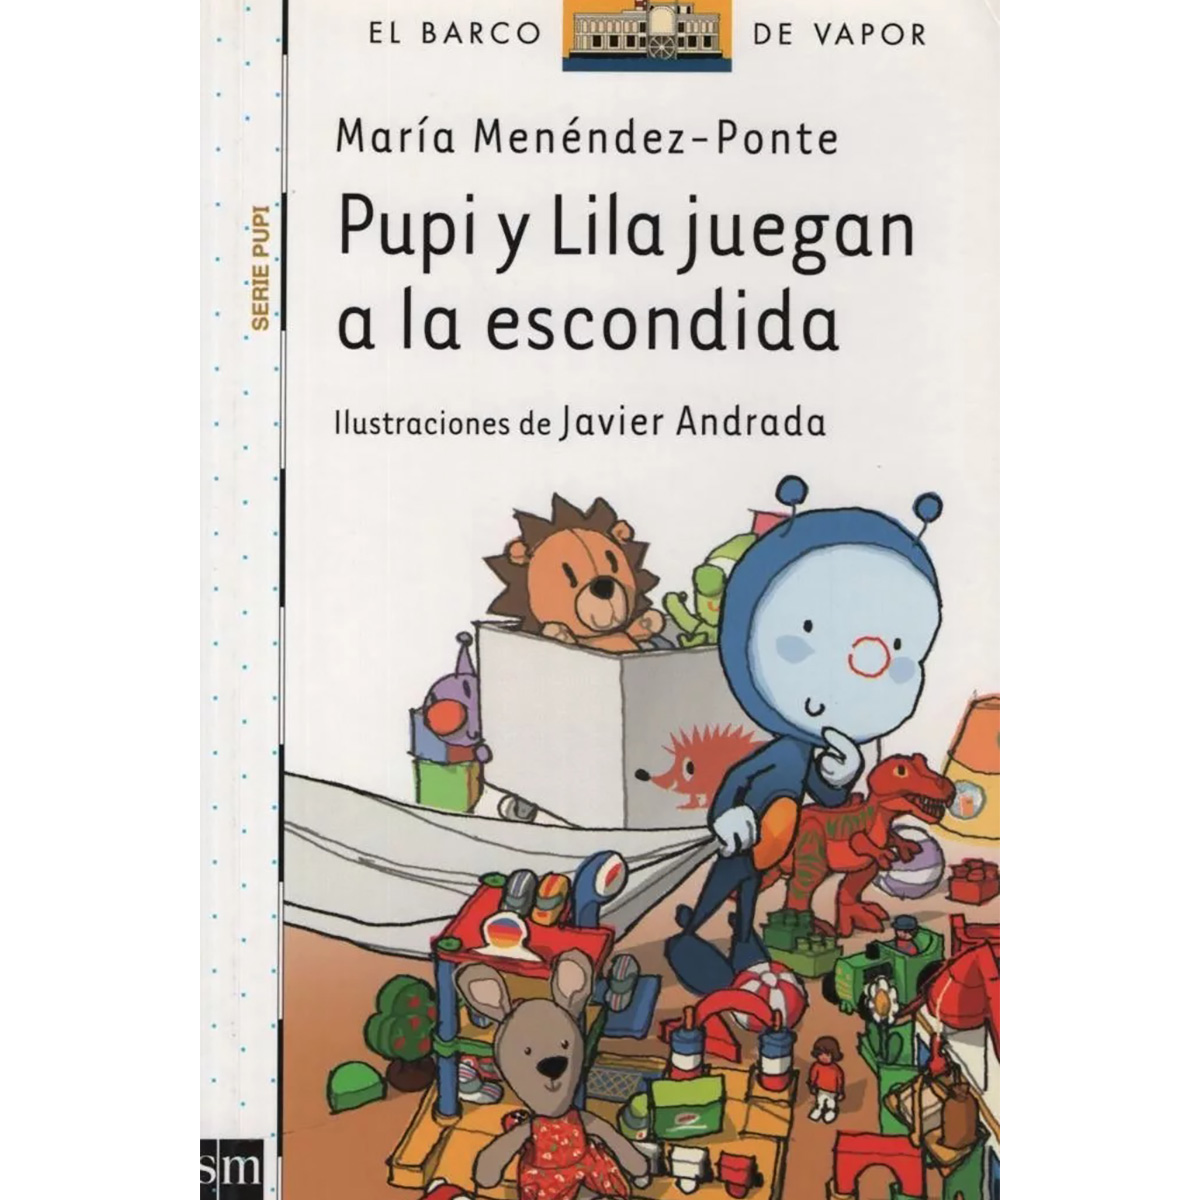 EL BARCO DE VAPOR
María Menéndez-Ponte
Pupi y Lila juegan
a la escondida
Ilustraciones de Javier Andrada
SERIE PUPI
sm